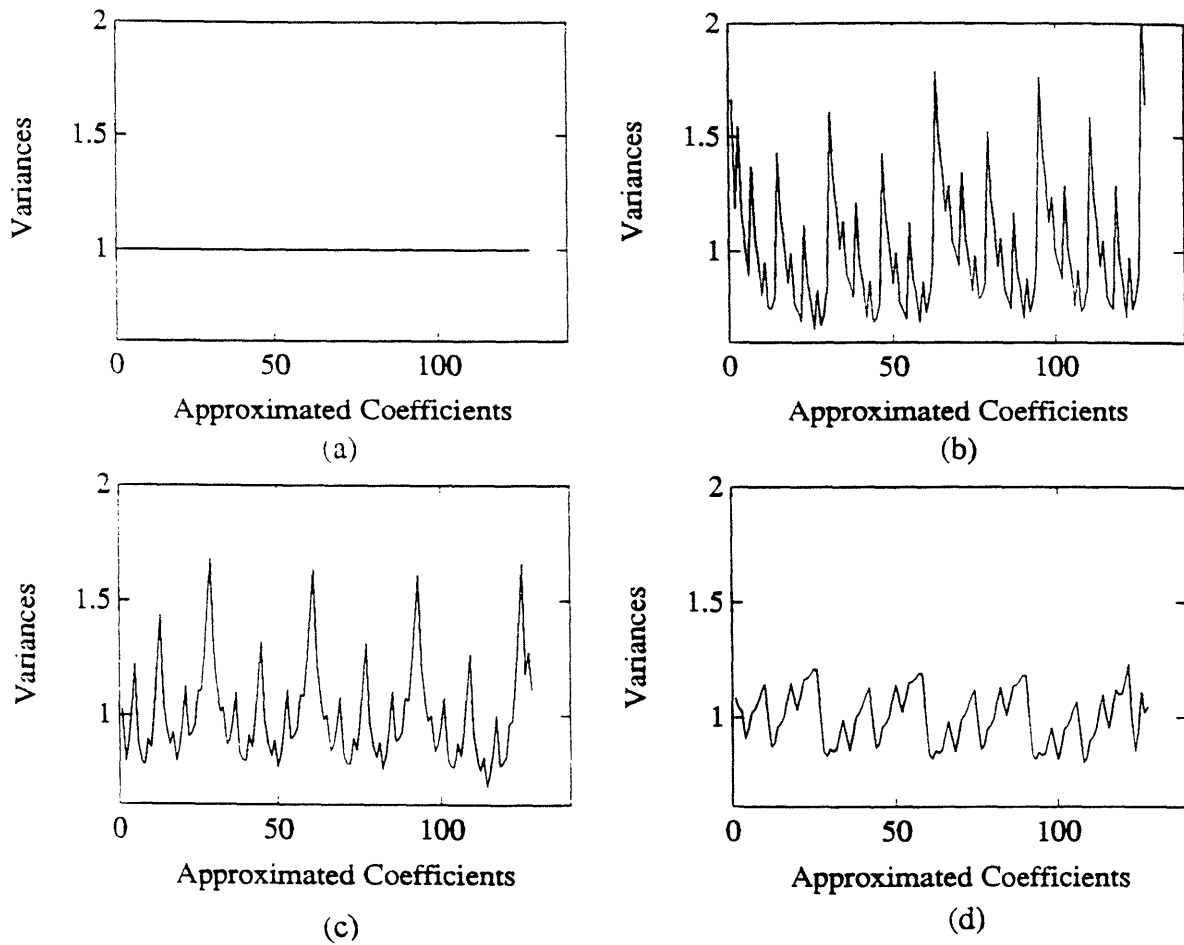 2
1.5
1
Variances
0
50
100
Approximated Coefficients
(a)
2
1.5
1
Variances
0
50
100
Approximated Coefficients
(b)
2
1.5
1
Variances
0
50
100
Approximated Coefficients
(c)
2
1.5
1
Variances
0
50
100
Approximated Coefficients
(d)